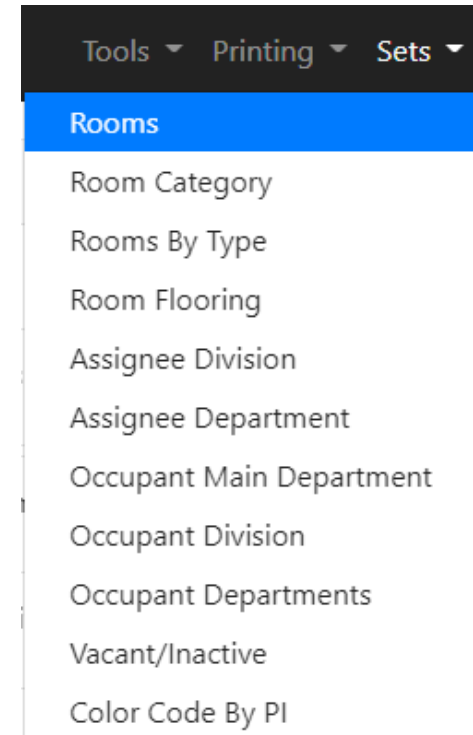 Tools Printing Sets
Rooms
Room Category
Rooms By Type
Room Flooring
Assignee Division
Assignee Department
Occupant Main Department
Occupant Division
Occupant Departments
Vacant/Inactive
Color Code By PI